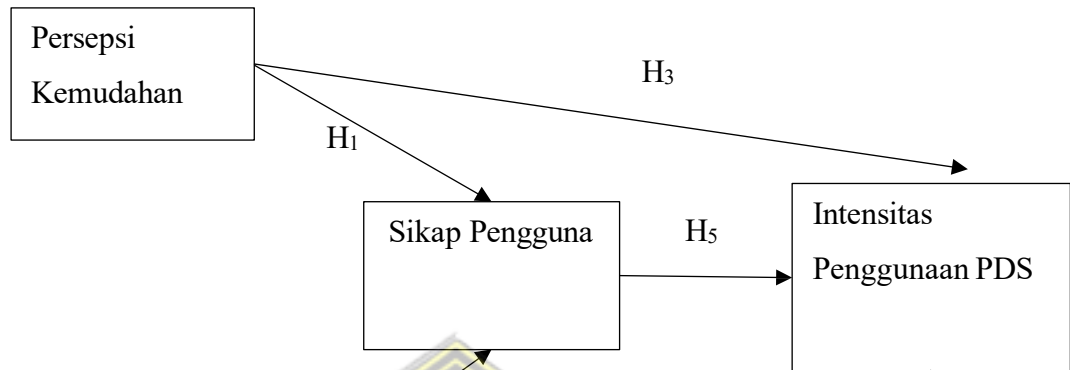 Persepsi
Kemudahan
H₃
H₁
Sikap Pengguna
H₅
Intensitas
Penggunaan PDS